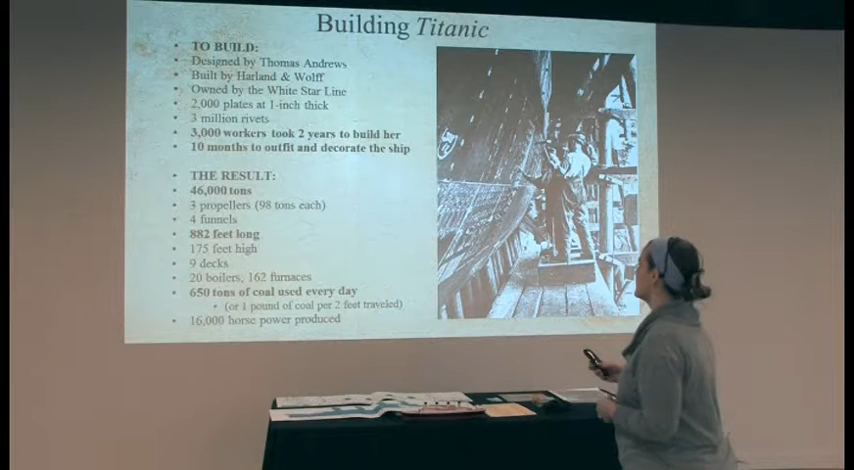 Building Titanic
• TO BUILD:
• Designed by Thomas Andrews
• Built by Harland & Wolff
• Owned by the White Star Line
• 2,000 plates at 1-inch thick
• 3 million rivets
• 3,000 workers took 2 years to build her
• 10 months to outfit and decorate the ship
• THE RESULT:
• 46,000 tons
• 3 propellers (98 tons each)
• 4 funnels
• 882 feet long
• 175 feet high
• 9 decks
• 20 boilers, 162 furnaces
• 650 tons of coal used every day
• (or 1 pound of coal per 2 feet traveled)
• 16,000 horse power produced